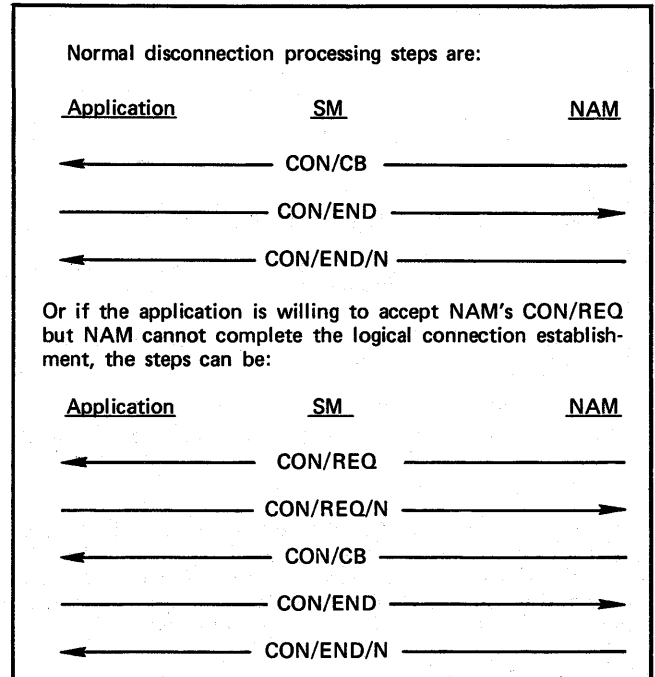 Normal disconnection processing steps are:
Application SM NAM
CON/CB
CON/END
CON/END/N
Or if the application is willing to accept NAM's CON/REQ
but NAM cannot complete the logical connection establish-
ment, the steps can be:
Application SM NAM
CON/REQ
CON/REQ/N
CON/CB
CON/END
CON/END/N